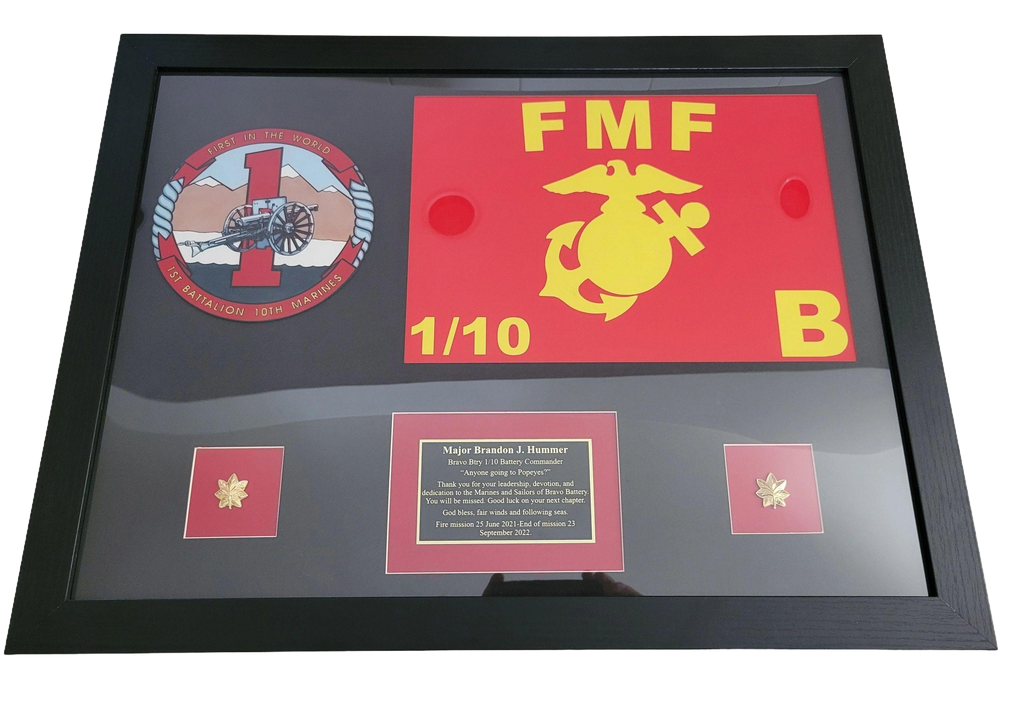 FIRST IN THE WORLD
1
1ST BATTALION 10TH MARINES
FMF
1/10
B
Major Brandon J. Hummer
Bravo Btry 1/10 Battery Commander
"Anyone going to Popeyes?"
Thank you for your leadership, devotion, and
dedication to the Marines and Sailors of Bravo Battery.
You will be missed. Good luck on your next chapter.
God bless, fair winds and following seas.
Fire mission 25 June 2021-End of mission 23
September 2022.